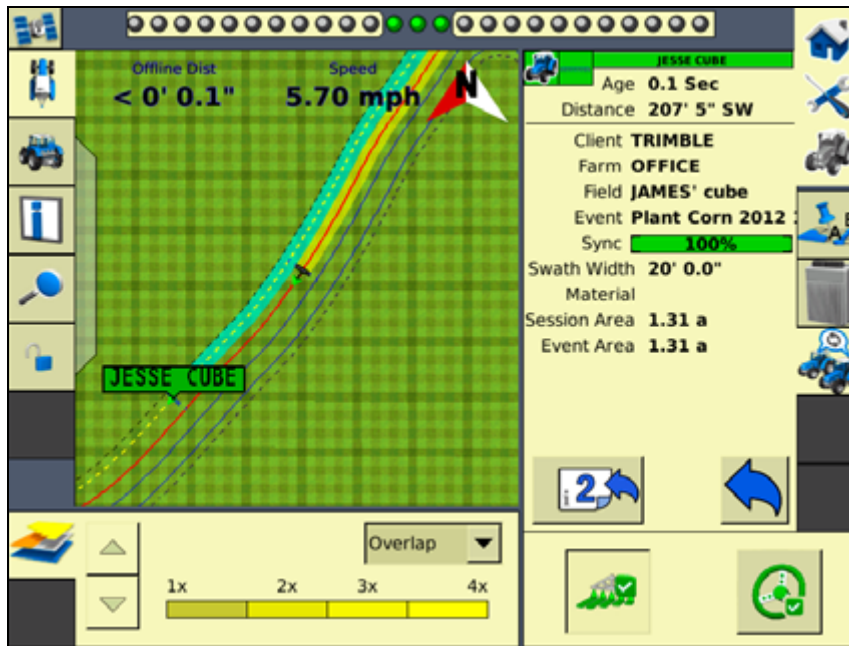 Offline Dist
< 0' 0.1"
Speed
5.70 mph
N
JESSE CUBE
JESSE CUBE
Age 0.1 Sec
Distance 207' 5" SW
Client TRIMBLE
Farm OFFICE
Field JAMES' cube
Event Plant Corn 2012
Sync 100%
Swath Width 20' 0.0"
Material
Session Area 1.31 a
Event Area 1.31 a
A B
2
Overlap
1x 2x 3x 4x